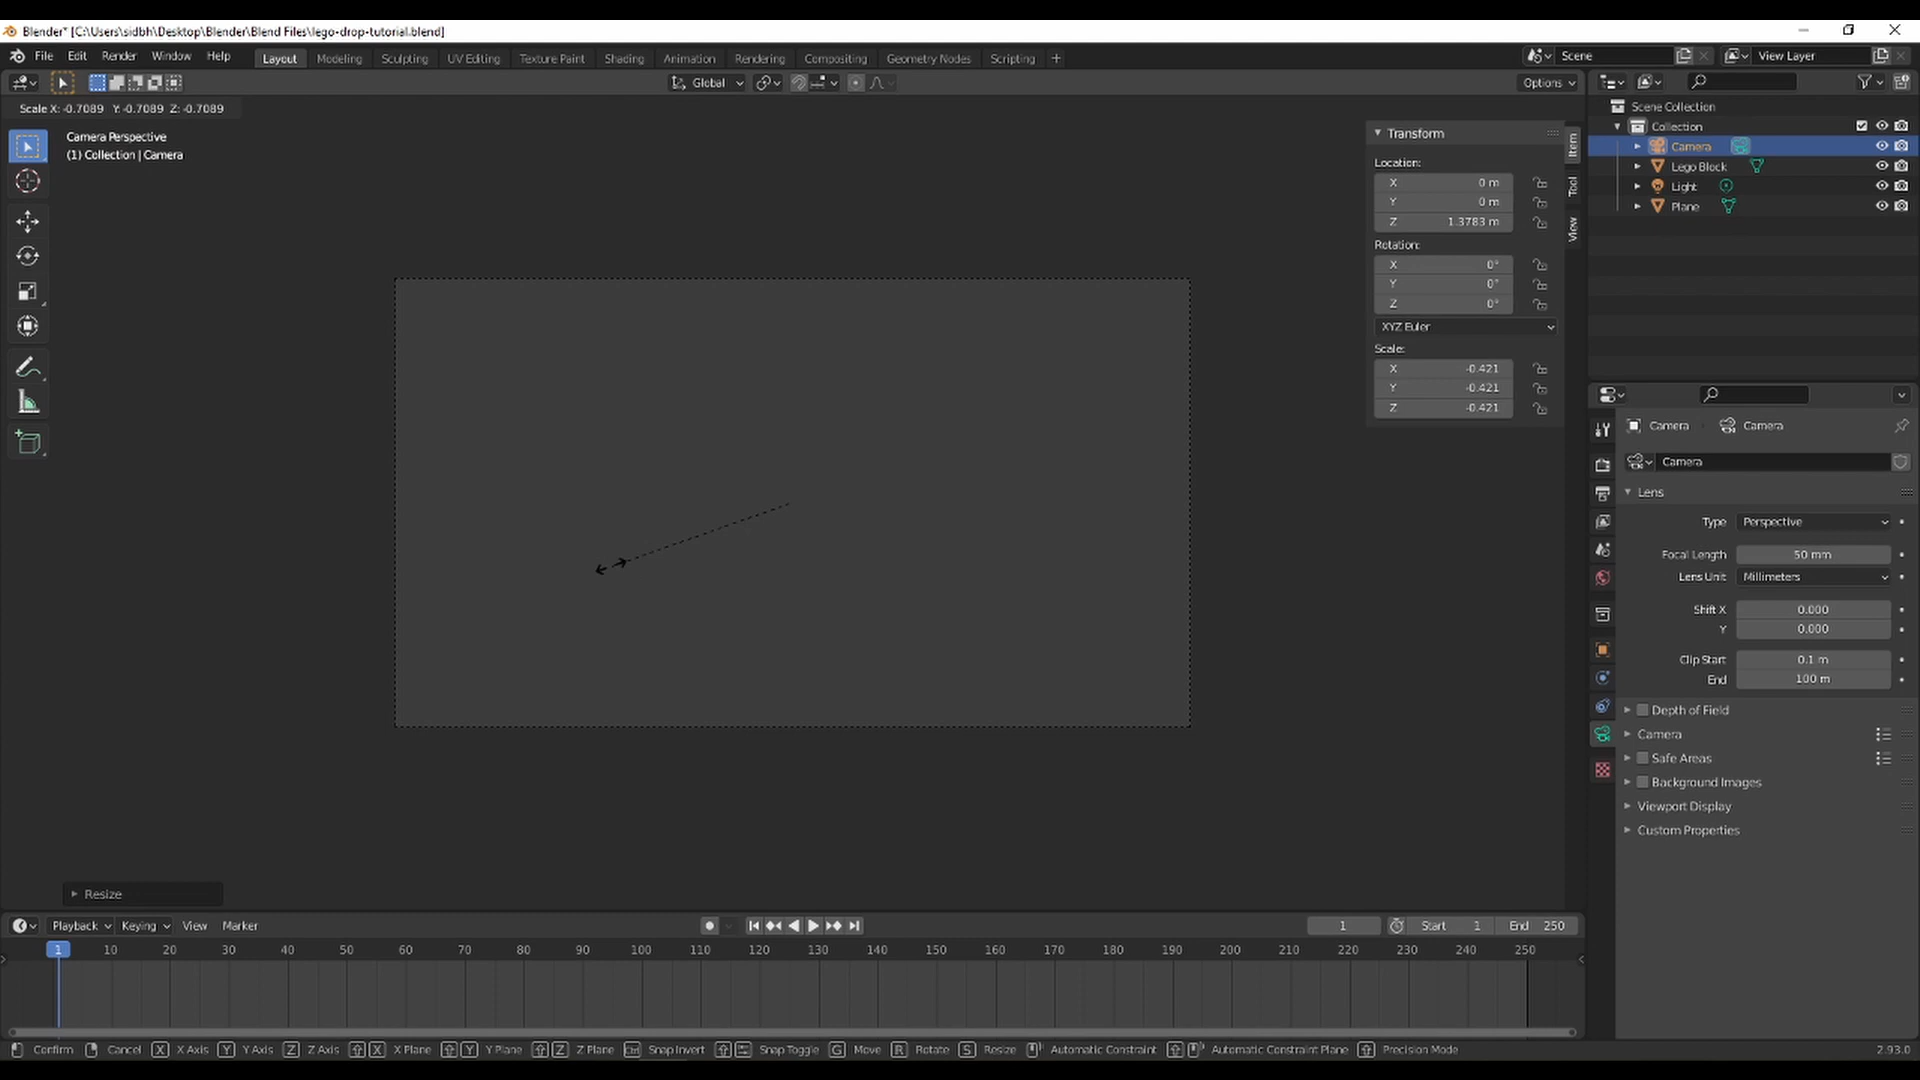 Blender* [C:\Users\sidbh\Desktop\Blender\Blend Files\lego-drop-tutorial.blend]
File Edit Render Window Help Layout Modeling Sculpting UV Editing Texture Paint Shading Animation Rendering Compositing Geometry Nodes Scripting + Scene View Layer
Global Options
Scale X: -0.7089 Y: -0.7089 Z: -0.7089
Camera Perspective
(1) Collection | Camera
Transform
Location:
X 0 m
Y 0 m
Z 1.3783 m
Rotation:
X 0°
Y 0°
Z 0°
XYZ Euler
Scale:
X -0.421
Y -0.421
Z -0.421
Item
Tool
View
Scene Collection
Collection
Camera
Lego Block
Light
Plane
Camera Camera
Camera
Lens
Type Perspective
Focal Length 50 mm
Lens Unit Millimeters
Shift X 0.000
Y 0.000
Clip Start 0.1 m
End 100 m
Depth of Field
Camera
Safe Areas
Background Images
Viewport Display
Custom Properties
Resize
Playback Keying View Marker 1 Start 1 End 250
1 10 20 30 40 50 60 70 80 90 100 110 120 130 140 150 160 170 180 190 200 210 220 230 240 250
Confirm Cancel X X Axis Y Y Axis Z Z Axis X X Plane Y Y Plane Z Z Plane Ctrl Snap Invert Snap Toggle G Move R Rotate S Resize Automatic Constraint Automatic Constraint Plane Precision Mode 2.93.0